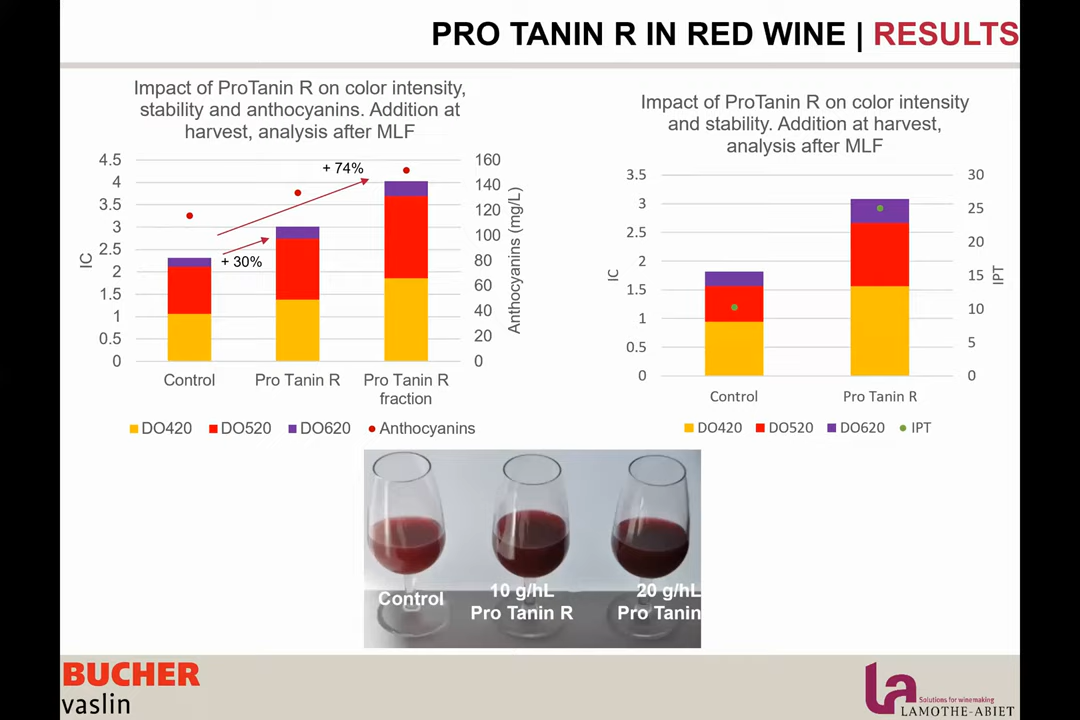 PRO TANIN R IN RED WINE | RESULTS
Impact of ProTanin R on color intensity,
stability and anthocyanins. Addition at
harvest, analysis after MLF
4.5
4
3.5
3
2.5
2
1.5
1
0.5
0
IC
+ 74%
+ 30%
160
140
120
100
80
60
40
20
0
Anthocyanins (mg/L)
Control
Pro Tanin R
Pro Tanin R
fraction
DO420 DO520 DO620 Anthocyanins
Impact of ProTanin R on color intensity
and stability. Addition at harvest,
analysis after MLF
3.5
3
2.5
2
1.5
1
0.5
0
IC
30
25
20
15
10
5
0
IPT
Control
Pro Tanin R
DO420 DO520 DO620 IPT
Control
10 g/hL
Pro Tanin R
20 g/hL
Pro Tanin
BUCHER
vaslin
La
Solutions for winemaking
LAMOTHE-ABIET